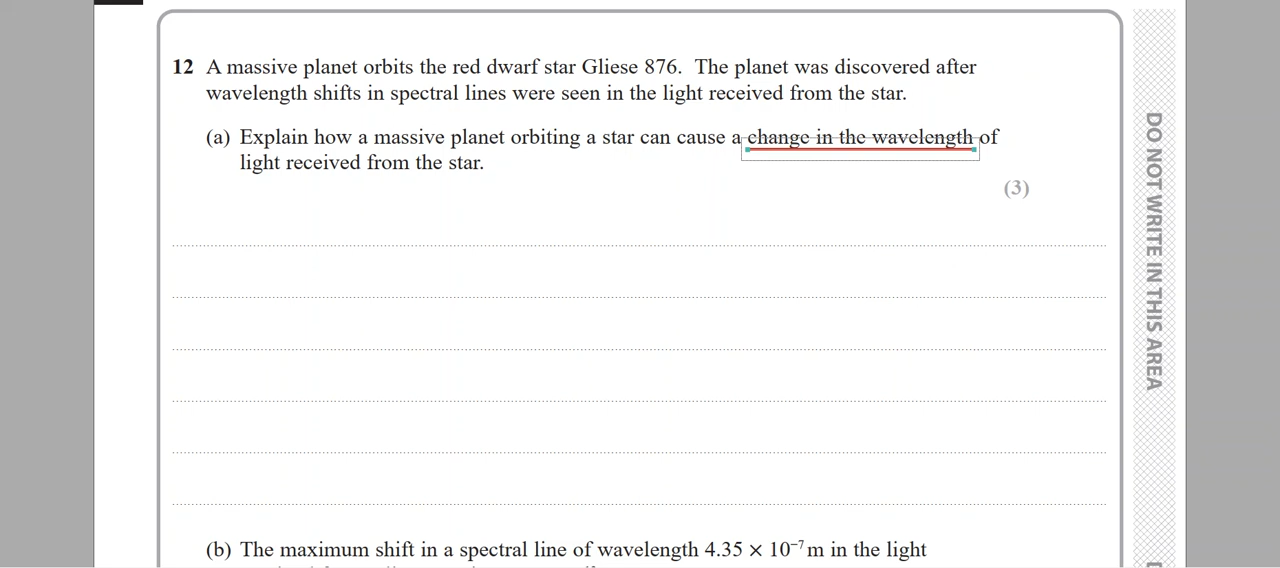 12 A massive planet orbits the red dwarf star Gliese 876. The planet was discovered after
wavelength shifts in spectral lines were seen in the light received from the star.
(a) Explain how a massive planet orbiting a star can cause a change in the wavelength of
light received from the star.
(3)
(b) The maximum shift in a spectral line of wavelength 4.35 × 10⁻⁷ m in the light
DO NOT WRITE IN THIS AREA